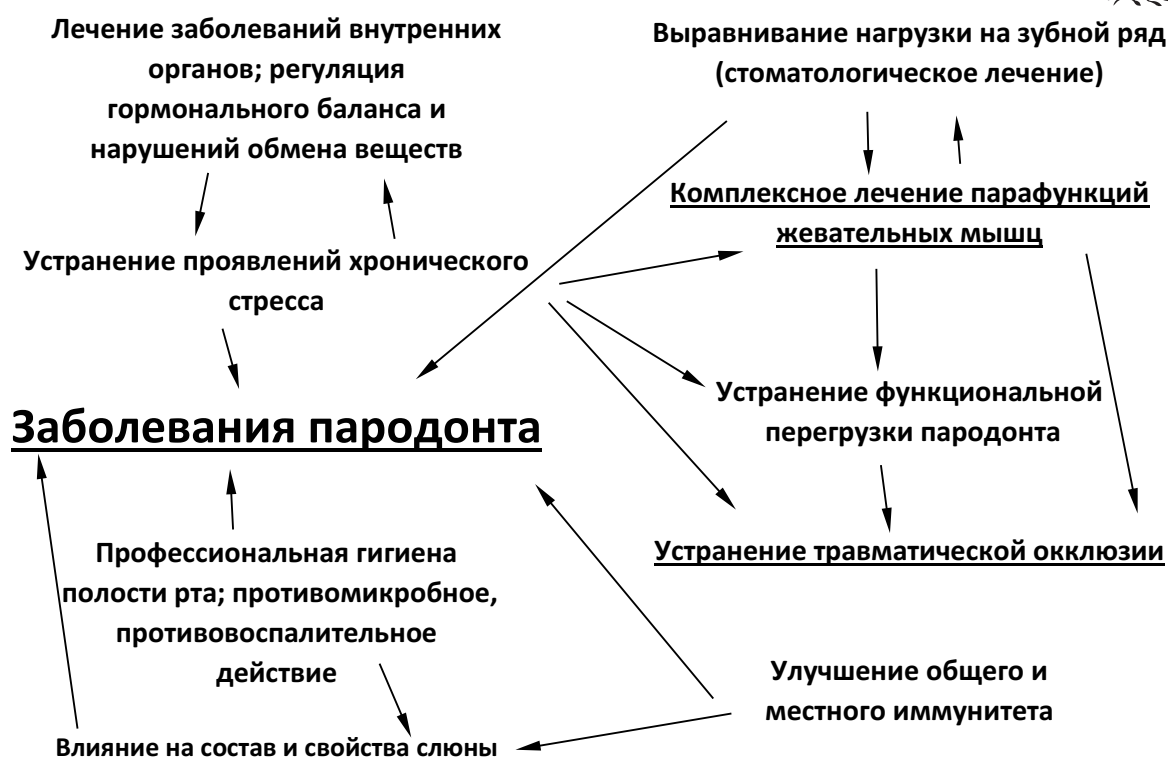 Лечение заболеваний внутренних
органов; регуляция
гормонального баланса и
нарушений обмена веществ
Выравнивание нагрузки на зубной ряд
(стоматологическое лечение)
Комплексное лечение парафункций
жевательных мышц
Устранение проявлений хронического
стресса
Устранение функциональной
перегрузки пародонта
Заболевания пародонта
Устранение травматической окклюзии
Профессиональная гигиена
полости рта; противомикробное,
противовоспалительное
действие
Улучшение общего и
местного иммунитета
Влияние на состав и свойства слюны